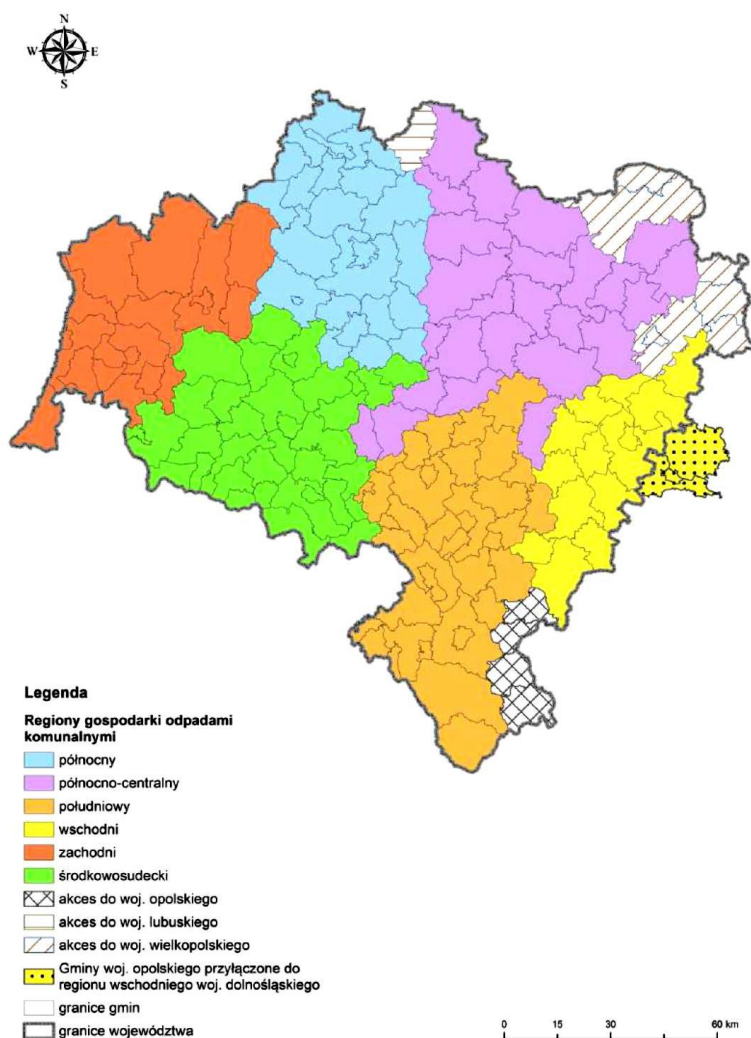 N
W E
S
Legenda
Regiony gospodarki odpadami
komunalnymi
północny
północno-centralny
południowy
wschodni
zachodni
środkowosudecki
akces do woj. opolskiego
akces do woj. lubuskiego
akces do woj. wielkopolskiego
Gminy woj. opolskiego przyłączone do
regionu wschodniego woj. dolnośląskiego
granice gmin
granice województwa
0 15 30 60 km